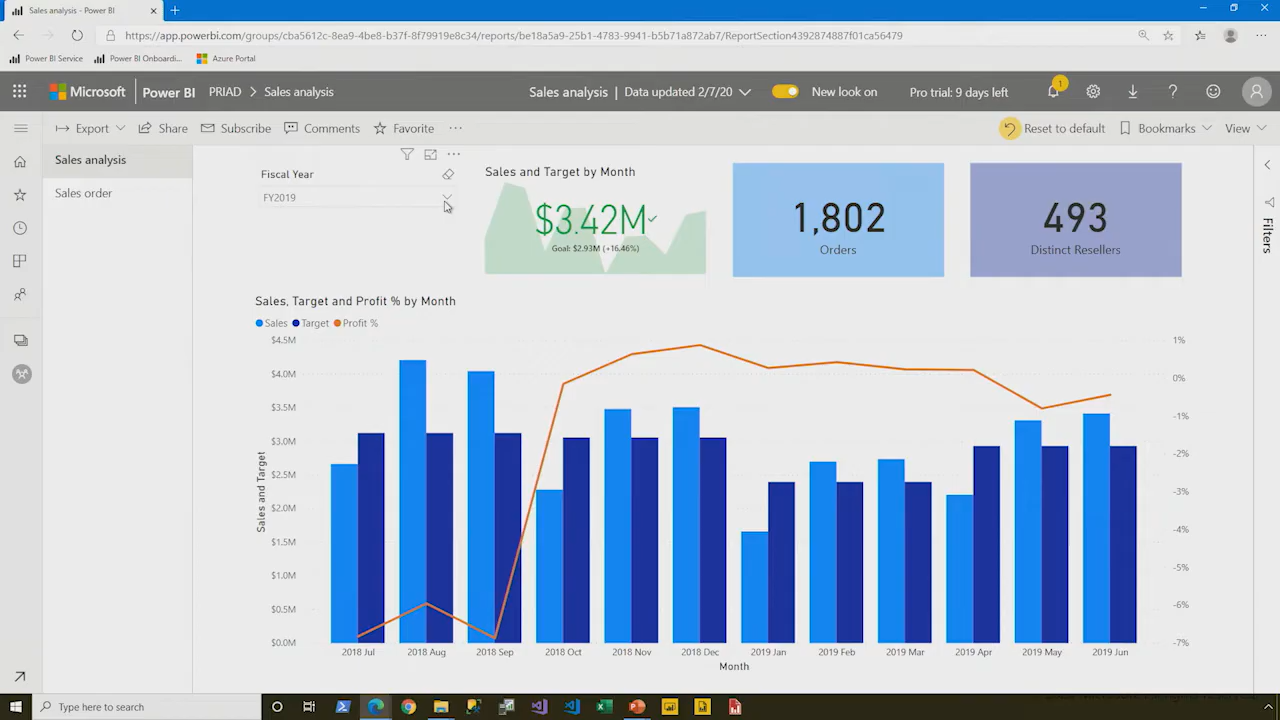 Sales analysis - Power BI
https://app.powerbi.com/groups/cba5612c-8ea9-4be8-b37f-8f79919e8c34/reports/be18a5a9-25b1-4783-9941-b5b71a872ab7/ReportSection4392874887f01ca56479
Power BI Service Power BI Onboardi... Azure Portal
Microsoft Power BI PRIAD > Sales analysis Sales analysis | Data updated 2/7/20 New look on Pro trial: 9 days left 1
Export Share Subscribe Comments Favorite ... Reset to default Bookmarks View
Sales analysis
Sales order
Fiscal Year
FY2019
Sales and Target by Month
$3.42M
Goal: $2.93M (+16.46%)
1,802
Orders
493
Distinct Resellers
Filters
Sales, Target and Profit % by Month
Sales Target Profit %
$4.5M 1%
$4.0M 0%
$3.5M -1%
$3.0M -2%
$2.5M -3%
$2.0M -4%
$1.5M -5%
$1.0M -6%
$0.5M -7%
$0.0M
Sales and Target
2018 Jul 2018 Aug 2018 Sep 2018 Oct 2018 Nov 2018 Dec 2019 Jan 2019 Feb 2019 Mar 2019 Apr 2019 May 2019 Jun
Month
Type here to search